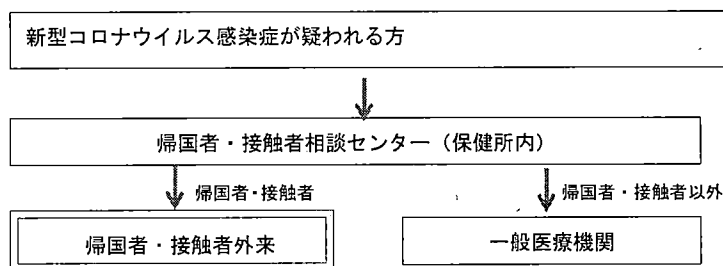 新型コロナウイルス感染症が疑われる方
帰国者・接触者相談センター（保健所内）
帰国者・接触者
帰国者・接触者以外
帰国者・接触者外来
一般医療機関